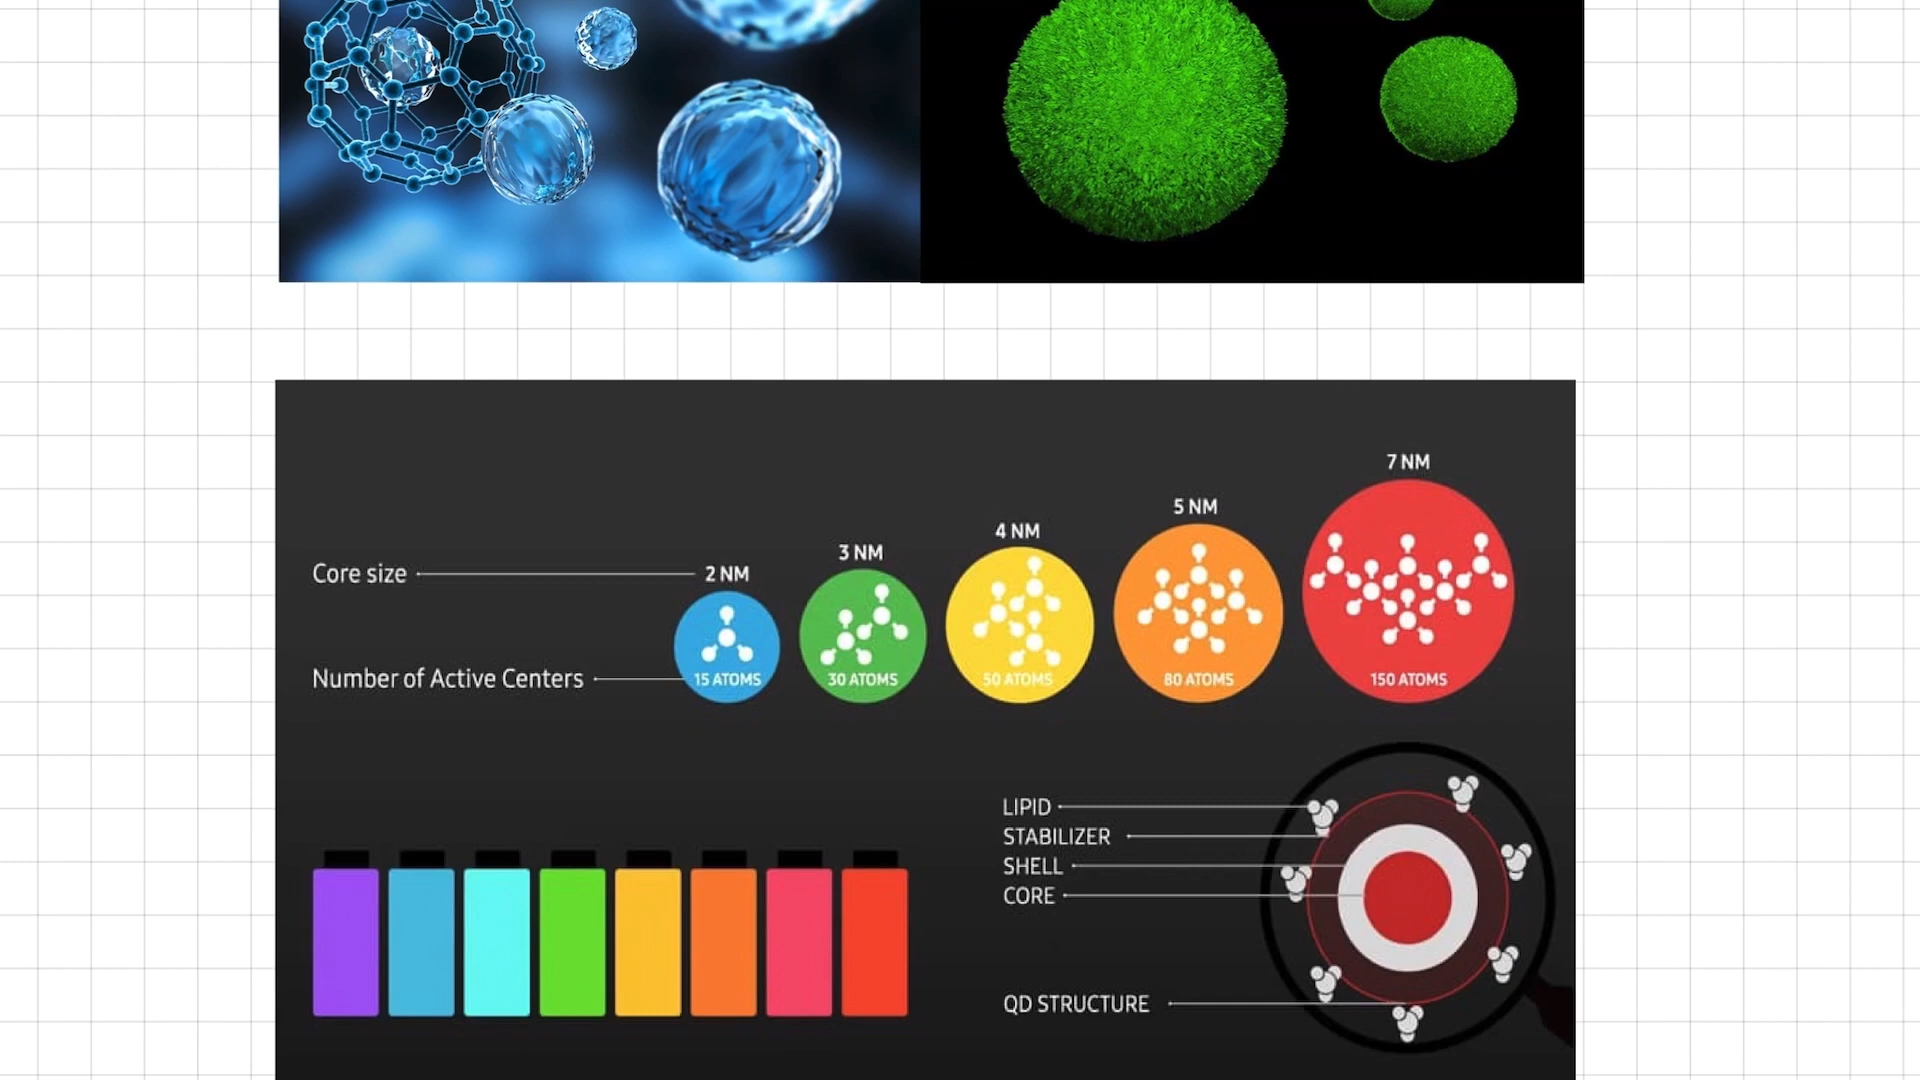 7 NM
5 NM
4 NM
3 NM
Core size 2 NM
Number of Active Centers 15 ATOMS 30 ATOMS 50 ATOMS 80 ATOMS 150 ATOMS
LIPID
STABILIZER
SHELL
CORE
QD STRUCTURE